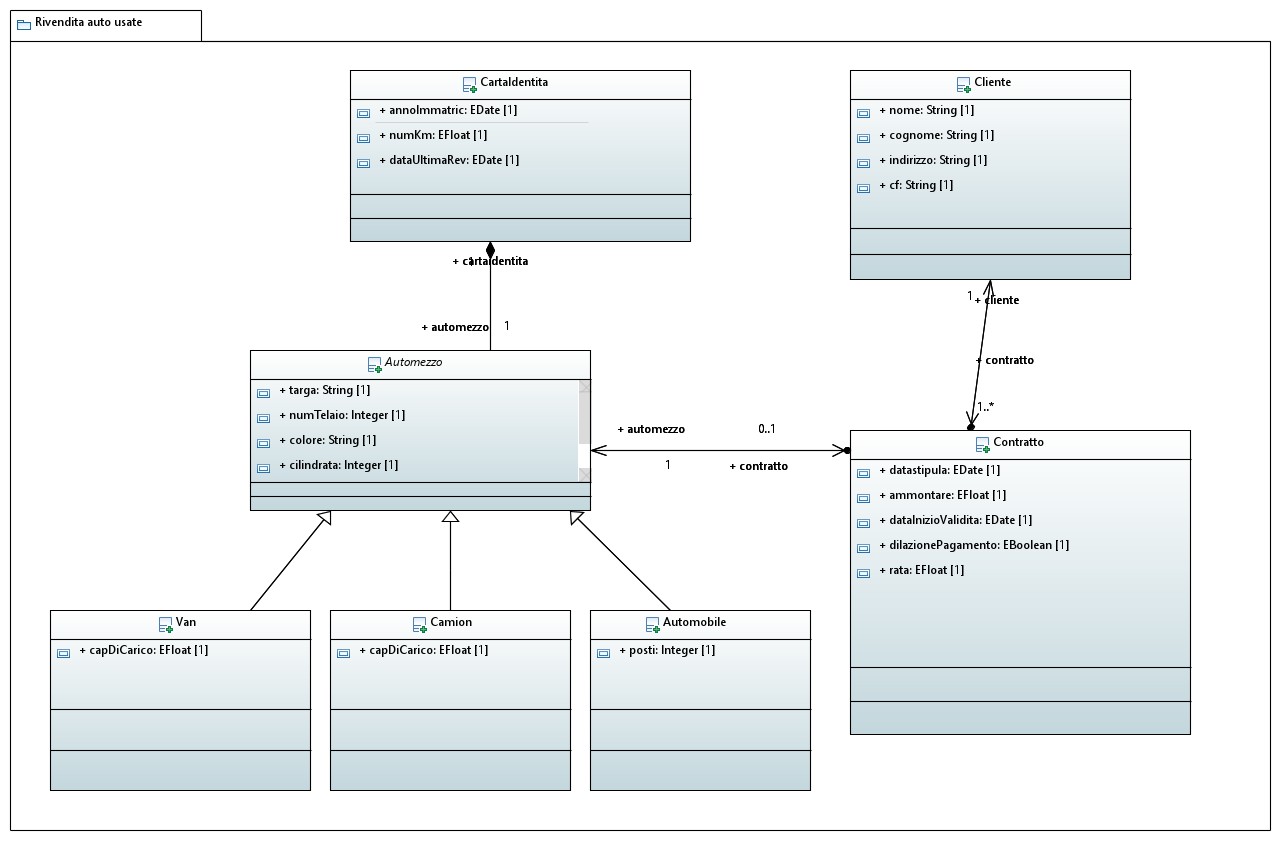 Rivendita auto usate
CartaIdentita
+ annoImmatric: EDate [1]
+ numKm: EFloat [1]
+ dataUltimaRev: EDate [1]
Cliente
+ nome: String [1]
+ cognome: String [1]
+ indirizzo: String [1]
+ cf: String [1]
+ cartaIdentita
1
+ automezzo
1
1
+ cliente
+ contratto
1..*
Automezzo
+ targa: String [1]
+ numTelaio: Integer [1]
+ colore: String [1]
+ cilindrata: Integer [1]
+ automezzo
0..1
1
+ contratto
Contratto
+ datastipula: EDate [1]
+ ammontare: EFloat [1]
+ dataInizioValidita: EDate [1]
+ dilazionePagamento: EBoolean [1]
+ rata: EFloat [1]
Van
+ capDiCarico: EFloat [1]
Camion
+ capDiCarico: EFloat [1]
Automobile
+ posti: Integer [1]